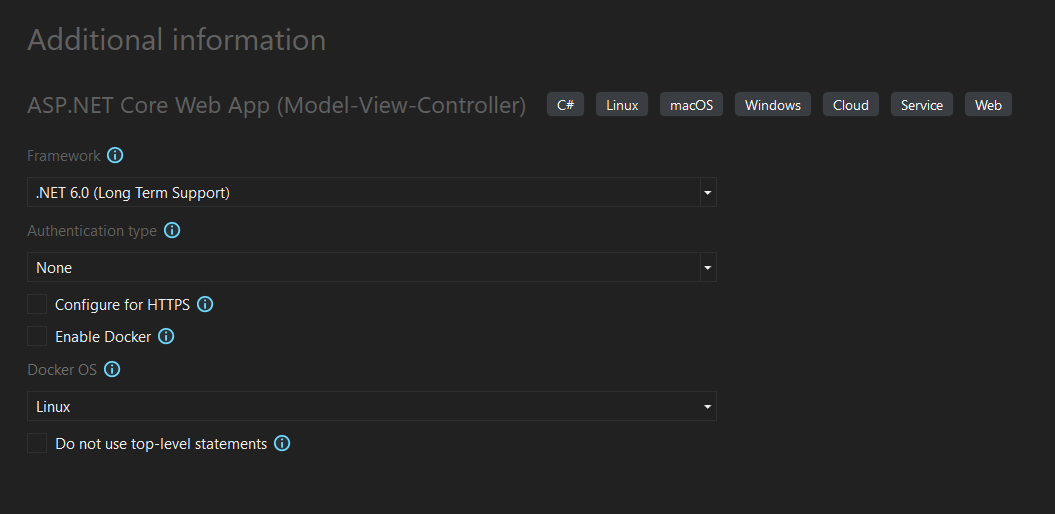 Additional information
ASP.NET Core Web App (Model-View-Controller) C# Linux macOS Windows Cloud Service Web
Framework
.NET 6.0 (Long Term Support)
Authentication type
None
Configure for HTTPS
Enable Docker
Docker OS
Linux
Do not use top-level statements